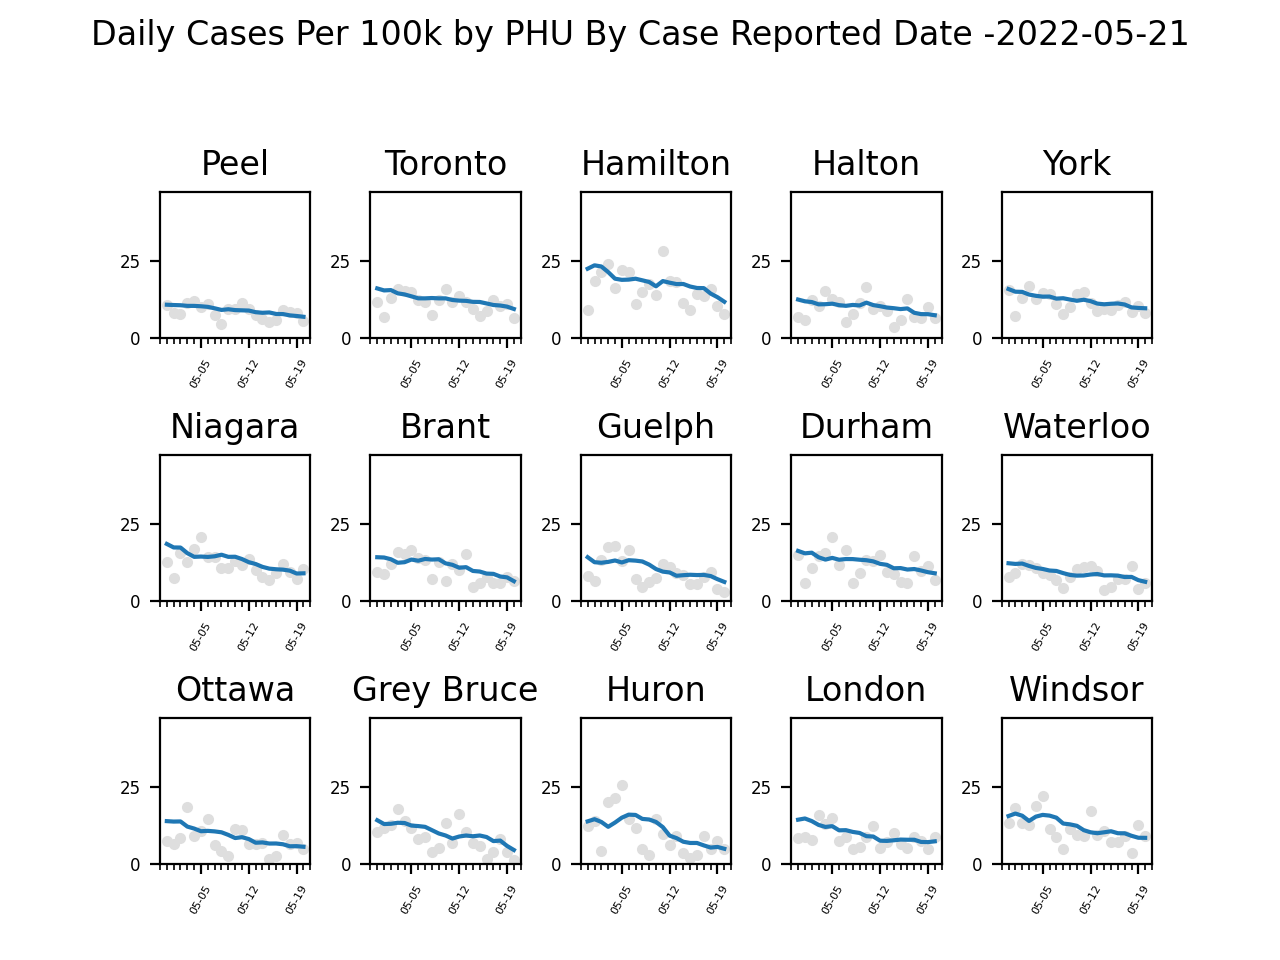 Daily Cases Per 100k by PHU By Case Reported Date -2022-05-21
Peel Toronto Hamilton Halton York
25 25 25 25 25
0 0 0 0 0
05-05 05-12 05-19 05-05 05-12 05-19 05-05 05-12 05-19 05-05 05-12 05-19 05-05 05-12 05-19
Niagara Brant Guelph Durham Waterloo
25 25 25 25 25
0 0 0 0 0
05-05 05-12 05-19 05-05 05-12 05-19 05-05 05-12 05-19 05-05 05-12 05-19 05-05 05-12 05-19
Ottawa Grey Bruce Huron London Windsor
25 25 25 25 25
0 0 0 0 0
05-05 05-12 05-19 05-05 05-12 05-19 05-05 05-12 05-19 05-05 05-12 05-19 05-05 05-12 05-19